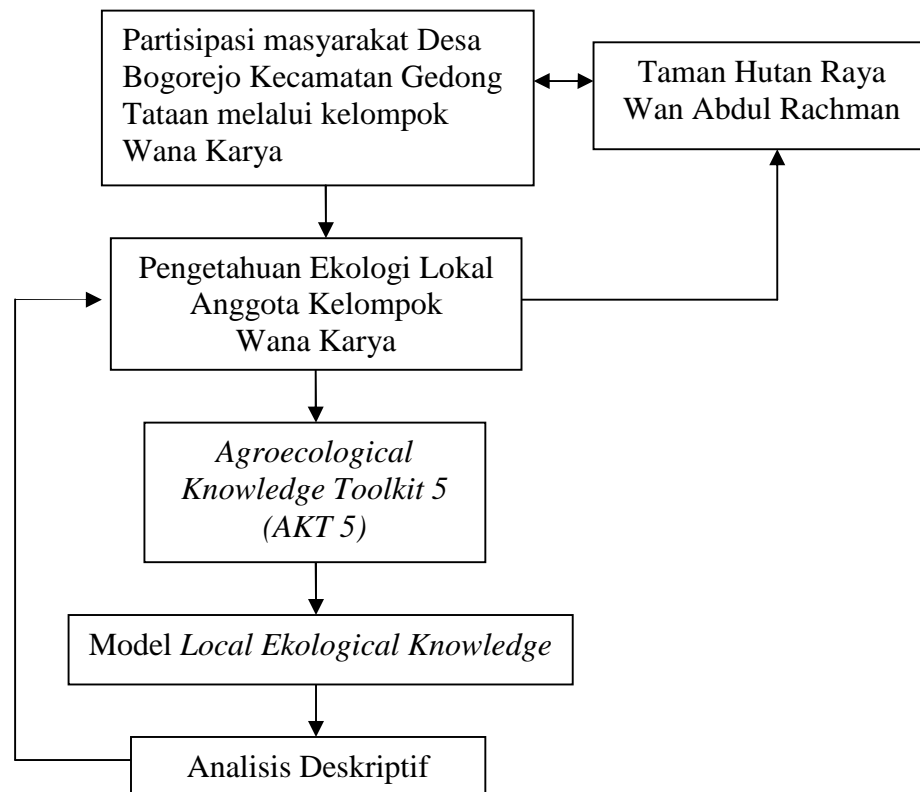 Partisipasi masyarakat Desa
Bogorejo Kecamatan Gedong
Tataan melalui kelompok
Wana Karya
Taman Hutan Raya
Wan Abdul Rachman
Pengetahuan Ekologi Lokal
Anggota Kelompok
Wana Karya
Agroecological
Knowledge Toolkit 5
(AKT 5)
Model Local Ekological Knowledge
Analisis Deskriptif